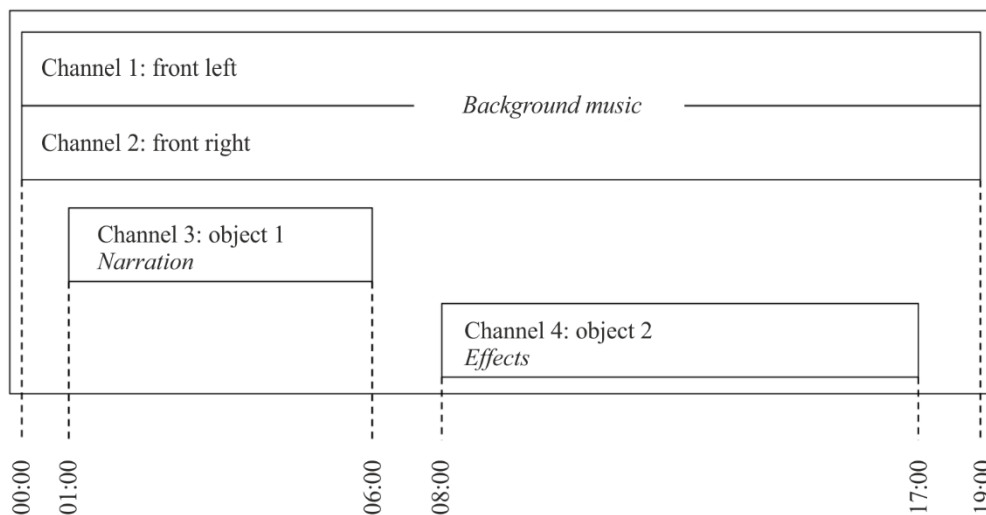 Channel 1: front left
Background music
Channel 2: front right
Channel 3: object 1
Narration
Channel 4: object 2
Effects
00:00
01:00
06:00
08:00
17:00
19:00